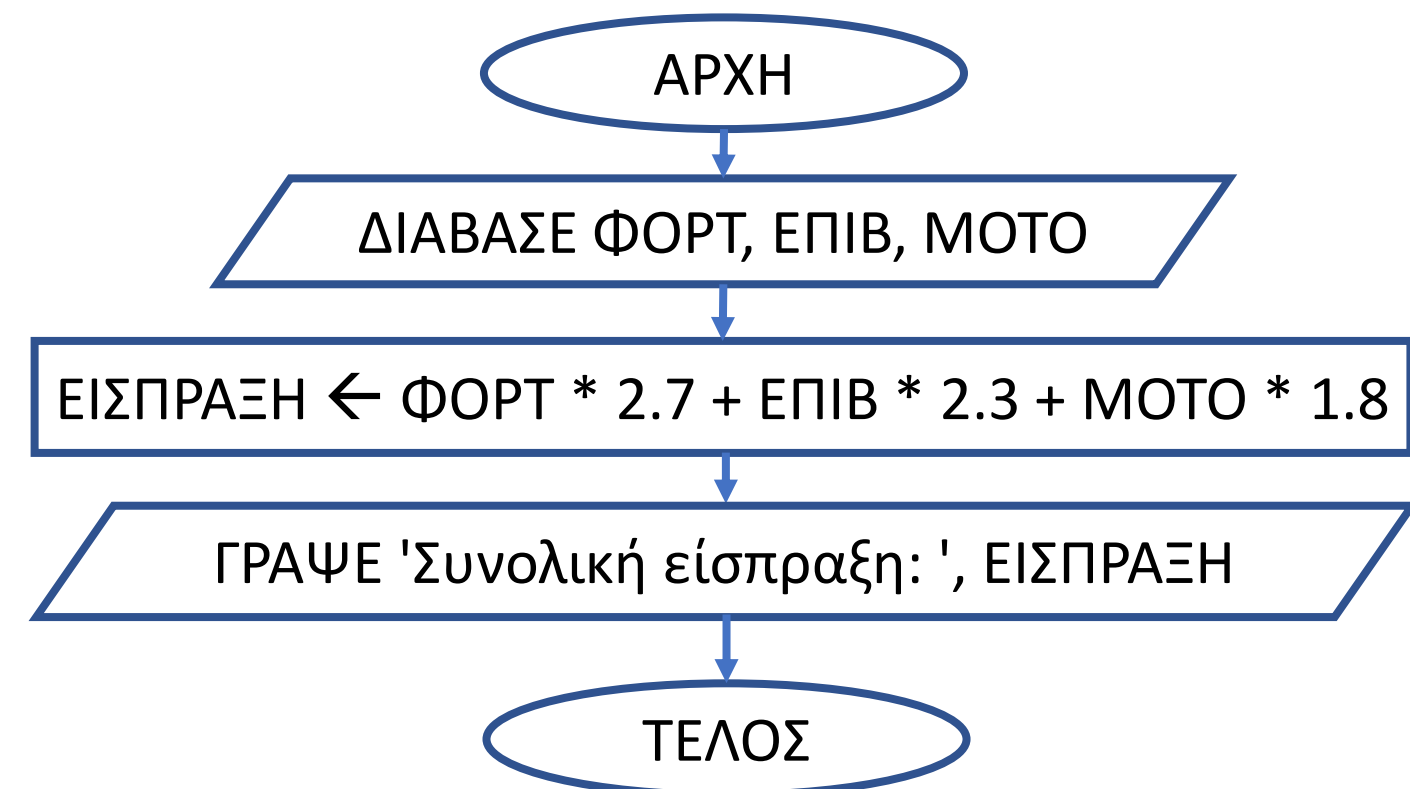 ΑΡΧΗ
ΔΙΑΒΑΣΕ ΦΟΡΤ, ΕΠΙΒ, ΜΟΤΟ
ΕΙΣΠΡΑΞΗ ← ΦΟΡΤ * 2.7 + ΕΠΙΒ * 2.3 + ΜΟΤΟ * 1.8
ΓΡΑΨΕ 'Συνολική είσπραξη: ', ΕΙΣΠΡΑΞΗ
ΤΕΛΟΣ